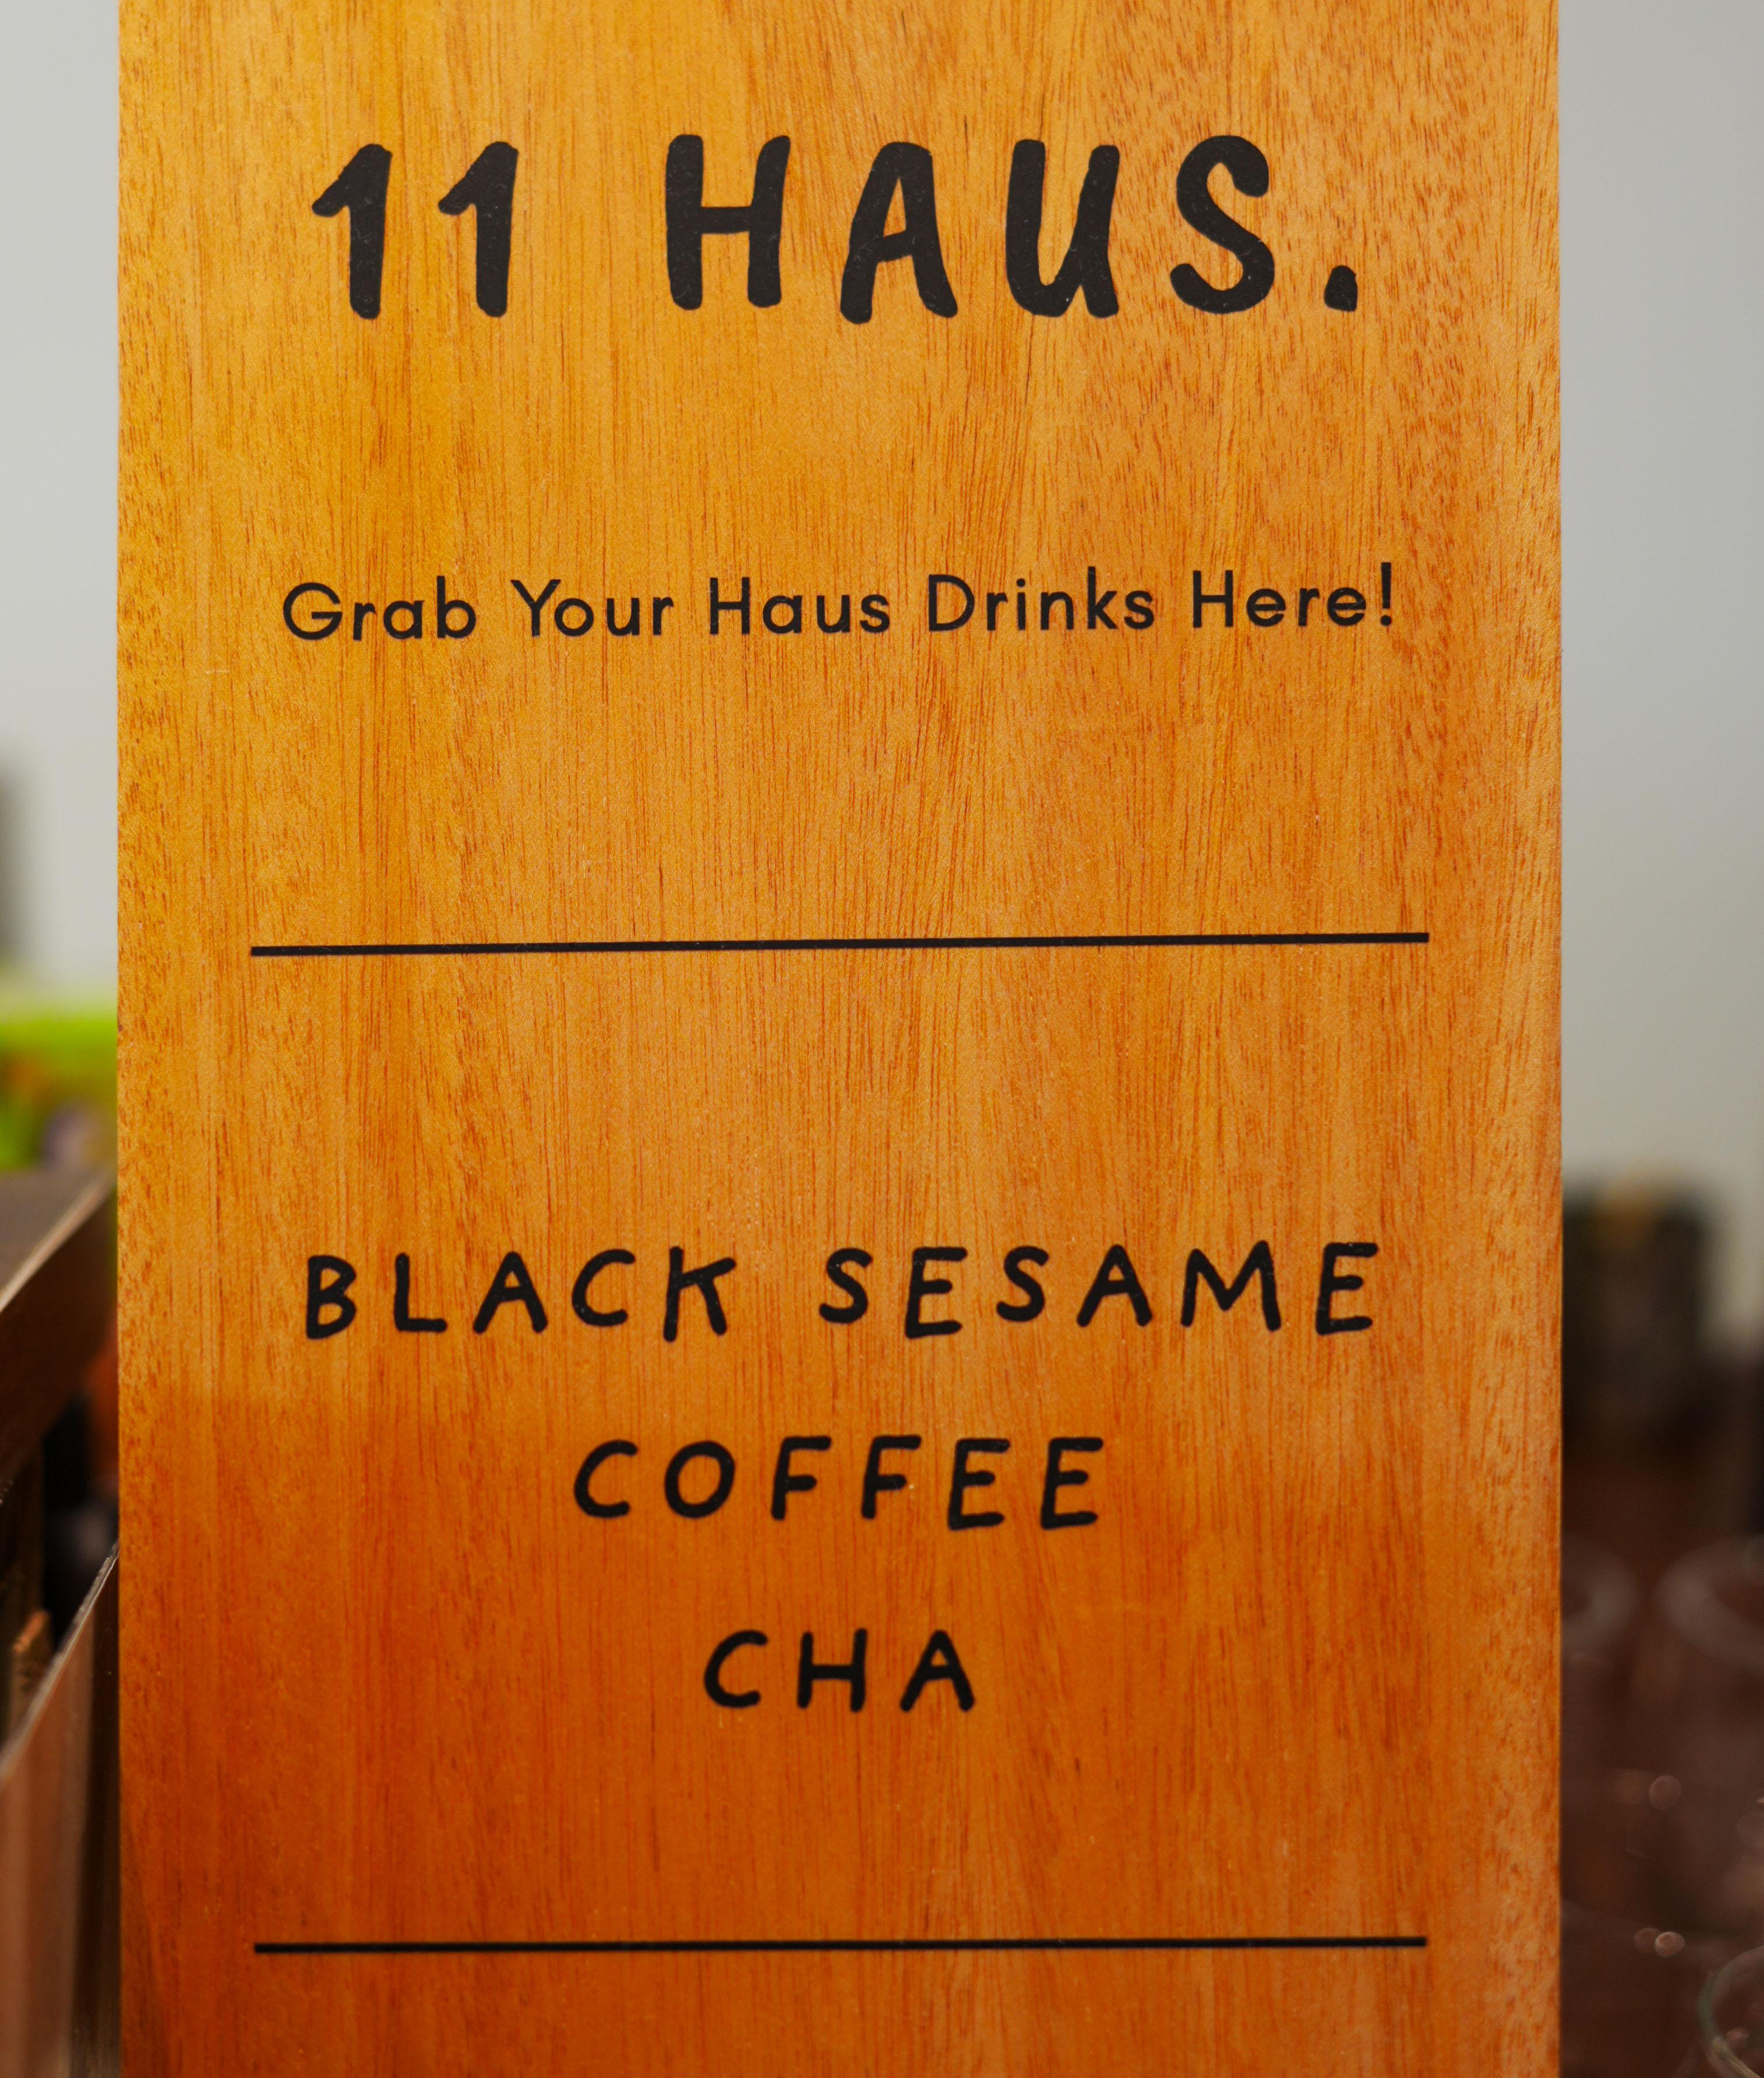 11 HAUS.
Grab Your Haus Drinks Here!
BLACK SESAME
COFFEE
CHA